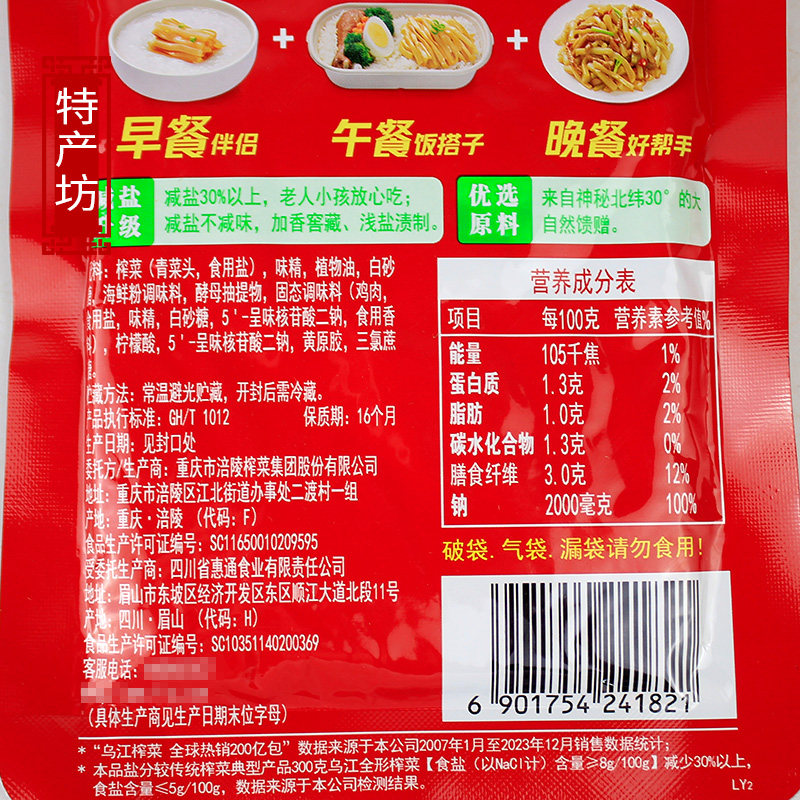 特产坊
+ +
早餐伴侣 午餐饭搭子 晚餐好帮手
盐 减盐30%以上，老人小孩放心吃；
级 减盐不减味，加香窖藏、浅盐渍制。
优选 来自神秘北纬30°的大
原料 自然馈赠。
料：榨菜（青菜头，食用盐），味精，植物油，白砂
，海鲜粉调味料，酵母抽提物，固态调味料（鸡肉，
食用盐，味精，白砂糖，5'-呈味核苷酸二钠，食用香
），柠檬酸，5'-呈味核苷酸二钠，黄原胶，三氯蔗
贮藏方法：常温避光贮藏，开封后需冷藏。
产品执行标准：GH/T 1012 保质期：16个月
生产日期：见封口处
委托方/生产商：重庆市涪陵榨菜集团股份有限公司
地址：重庆市涪陵区江北街道办事处二渡村一组
产地：重庆·涪陵（代码：F）
食品生产许可证编号：SC11650010209595
受委托生产商：四川省惠通食业有限责任公司
地址：眉山市东坡区经济开发区东区顺江大道北段11号
产地：四川·眉山（代码：H）
食品生产许可证编号：SC10351140200369
客服电话：
（具体生产商见生产日期末位字母）
营养成分表
项目 每100克 营养素参考值%
能量 105千焦 1%
蛋白质 1.3克 2%
脂肪 1.0克 2%
碳水化合物 1.3克 0%
膳食纤维 3.0克 12%
钠 2000毫克 100%
破袋.气袋.漏袋请勿食用！
6 901754 241821
*“乌江榨菜 全球热销200亿包”数据来源于本公司2007年1月至2023年12月销售数据统计；
*本品盐分较传统榨菜典型产品300克乌江全形榨菜【食盐（以NaCl计）含量≥8g/100g】减少30%以上，
食盐含量≤5g/100g，数据来源于本公司检测结果。
LY2